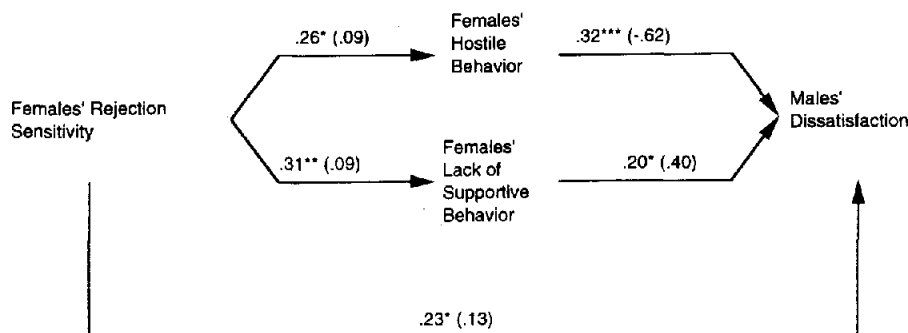 Females'
Hostile
Behavior
.26* (.09)
.32*** (-.62)
Females' Rejection
Sensitivity
Males'
Dissatisfaction
Females'
Lack of
Supportive
Behavior
.31** (.09)
.20* (.40)
.23* (.13)